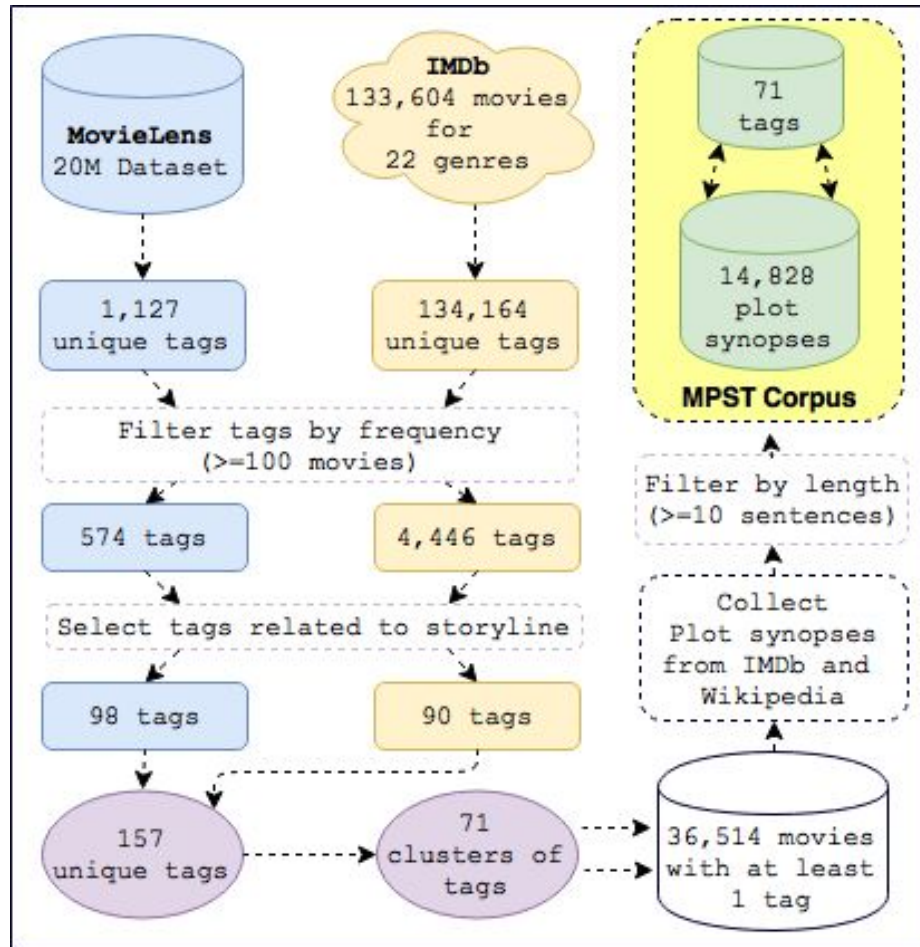 MovieLens
20M Dataset
IMDb
133,604 movies
for
22 genres
1,127
unique tags
134,164
unique tags
Filter tags by frequency
(>=100 movies)
574 tags
4,446 tags
Select tags related to storyline
98 tags
90 tags
157
unique tags
71
clusters of
tags
36,514 movies
with at least
1 tag
Collect
Plot synopses
from IMDb and
Wikipedia
Filter by length
(>=10 sentences)
71
tags
14,828
plot
synopses
MPST Corpus